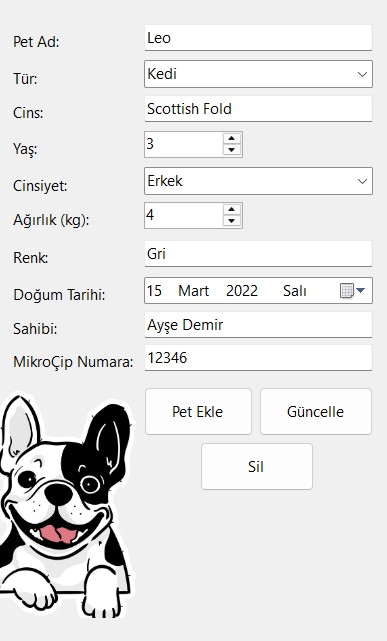 Pet Ad: Leo
Tür: Kedi
Cins: Scottish Fold
Yaş: 3
Cinsiyet: Erkek
Ağırlık (kg): 4
Renk: Gri
Doğum Tarihi: 15 Mart 2022 Salı
Sahibi: Ayşe Demir
MikroÇip Numara: 12346
Pet Ekle Güncelle
Sil